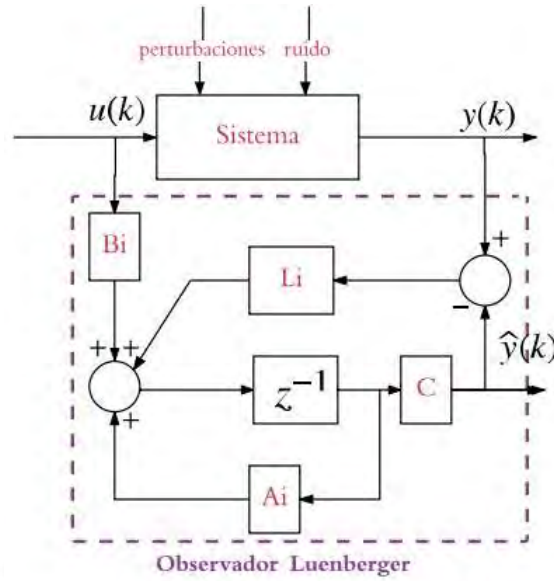 perturbaciones ruido
u(k)
Sistema
y(k)
Bi
+
Li
-
ŷ(k)
+ +
z⁻¹
C
+
Ai
Observador Luenberger